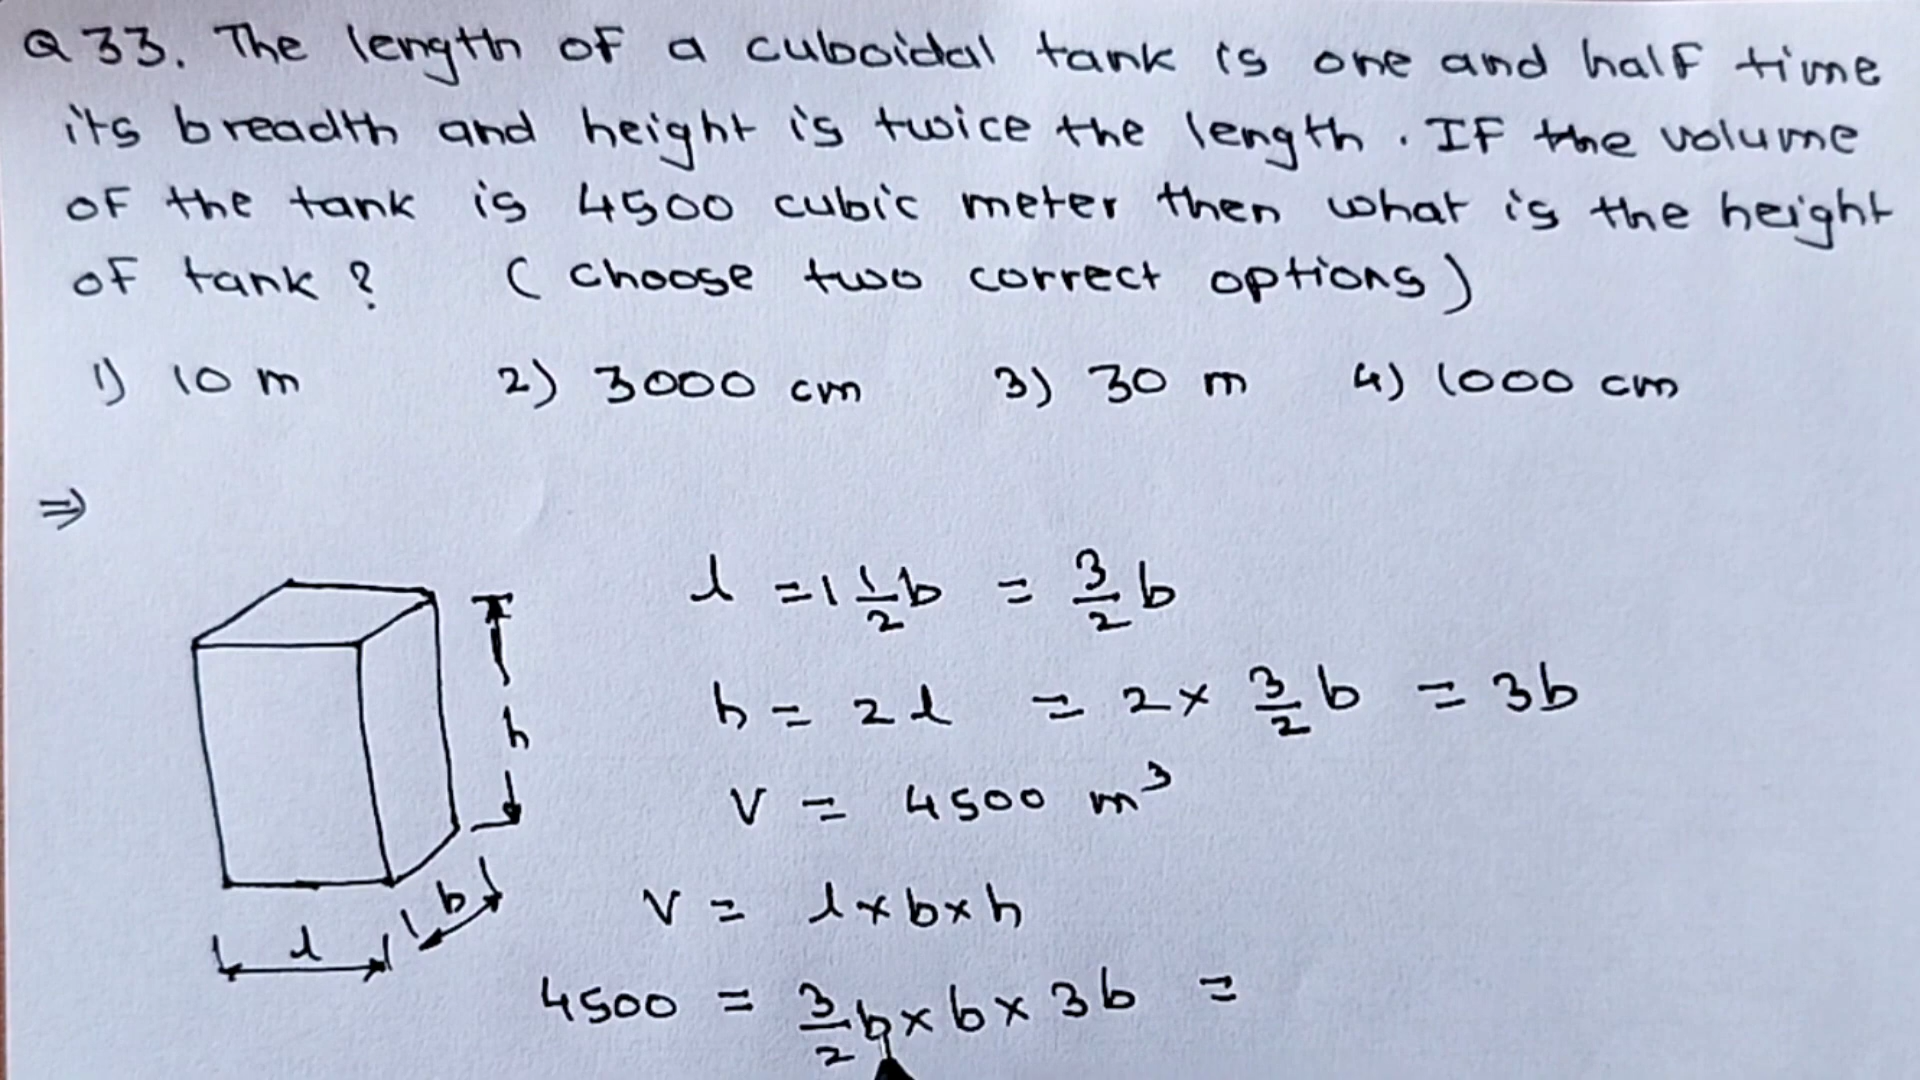 Q 33. The length of a cuboidal tank is one and half time
its breadth and height is twice the length. If the volume
of the tank is 4500 cubic meter then what is the height
of tank? (choose two correct options)
1) 10 m 2) 3000 cm 3) 30 m 4) 1000 cm
⇒
l = 1 1/2 b = 3/2 b
h = 2l = 2 × 3/2 b = 3b
h
V = 4500 m³
V = l×b×h
b
l
4500 = 3/2 b × b × 3b =